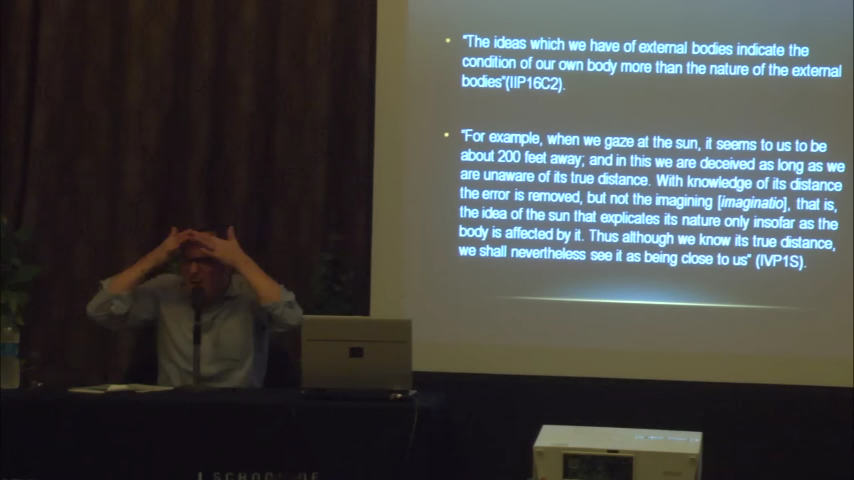 • "The ideas which we have of external bodies indicate the
condition of our own body more than the nature of the external
bodies"(IIP16C2).
• "For example, when we gaze at the sun, it seems to us to be
about 200 feet away; and in this we are deceived as long as we
are unaware of its true distance. With knowledge of its distance
the error is removed, but not the imagining [imaginatio], that is,
the idea of the sun that explicates its nature only insofar as the
body is affected by it. Thus although we know its true distance,
we shall nevertheless see it as being close to us" (IVP1S).
SCHOOL OF